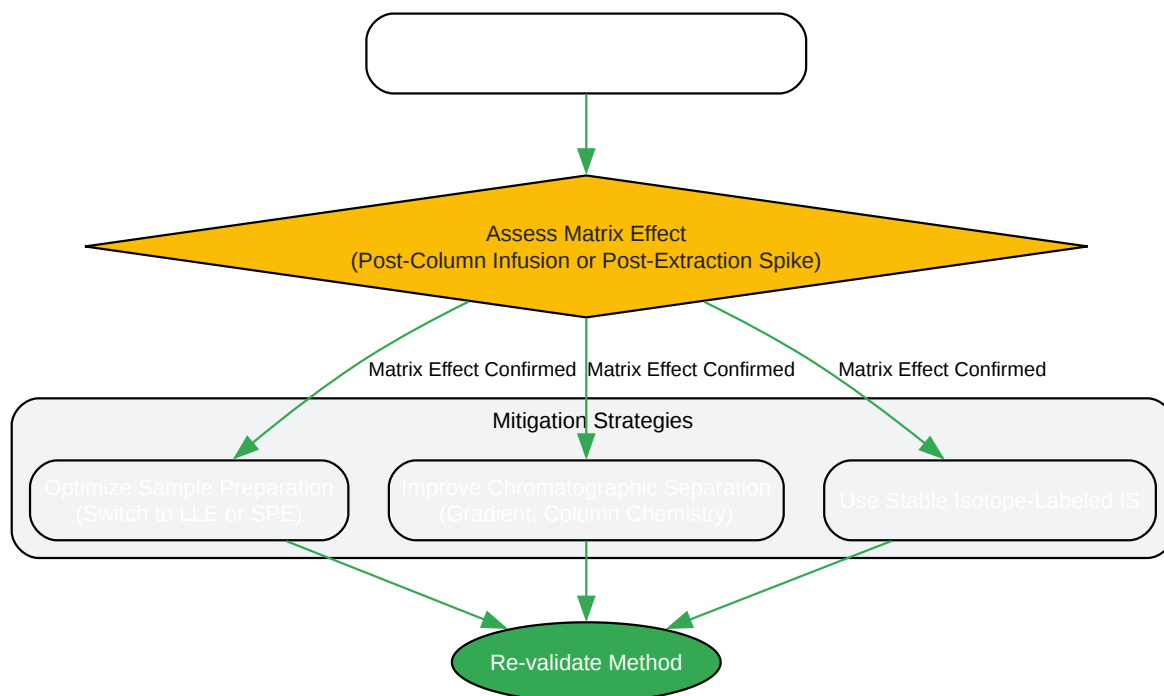 Assess Matrix Effect
(Post-Column Infusion or Post-Extraction Spike)
Matrix Effect Confirmed
Matrix Effect Confirmed
Matrix Effect Confirmed
Mitigation Strategies
Optimize Sample Preparation
(Switch to LLE or SPE)
Improve Chromatographic Separation
(Gradient, Column Chemistry)
Use Stable Isotope-Labeled IS
Re-validate Method